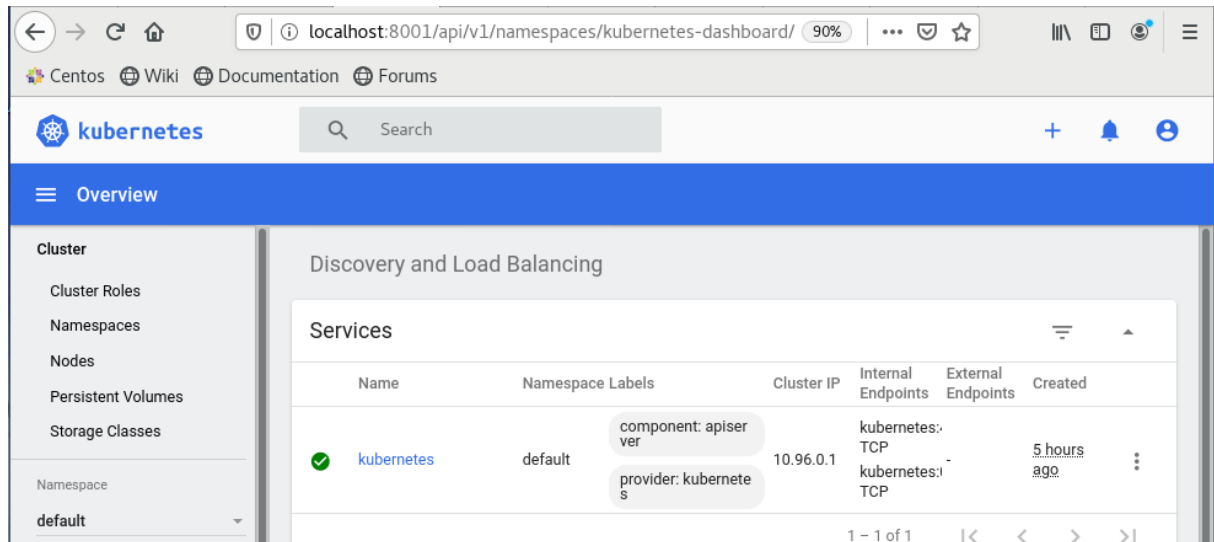 localhost:8001/api/v1/namespaces/kubernetes-dashboard/ 90%
Centos Wiki Documentation Forums
kubernetes Search
Overview
Cluster
Cluster Roles
Namespaces
Nodes
Persistent Volumes
Storage Classes
Namespace
default
Discovery and Load Balancing
Services
Name Namespace Labels Cluster IP Internal Endpoints External Endpoints Created
kubernetes default component: apiser
ver
provider: kubernete
s
10.96.0.1
kubernetes:
TCP
kubernetes:
TCP
-
5 hours
ago
1 – 1 of 1